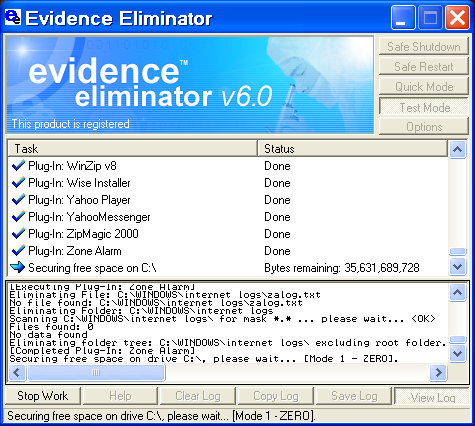 Evidence Eliminator
evidence™
eliminator v6.0
This product is registered
Safe Shutdown
Safe Restart
Quick Mode
Test Mode
Options
Task Status
Plug-In: WinZip v8 Done
Plug-In: Wise Installer Done
Plug-In: Yahoo Player Done
Plug-In: YahooMessenger Done
Plug-In: ZipMagic 2000 Done
Plug-In: Zone Alarm Done
Securing free space on C:\ Bytes remaining: 35,631,689,728
[Executing Plug-In: Zone Alarm]
Eliminating File: C:\WINDOWS\internet logs\zalog.txt
No file found: C:\WINDOWS\internet logs\zalog.txt
Eliminating Folder: C:\WINDOWS\internet logs
Scanning C:\WINDOWS\internet logs\ for mask *.* ... please wait... <OK>
Files found: 0
No data found
Eliminating folder tree: C:\WINDOWS\internet logs\ excluding root folder.
[Completed Plug-In: Zone Alarm]
Securing free space on drive C:\, please wait... [Mode 1 - ZERO].
Stop Work Help Clear Log Copy Log Save Log View Log
Securing free space on drive C:\, please wait... [Mode 1 - ZERO].